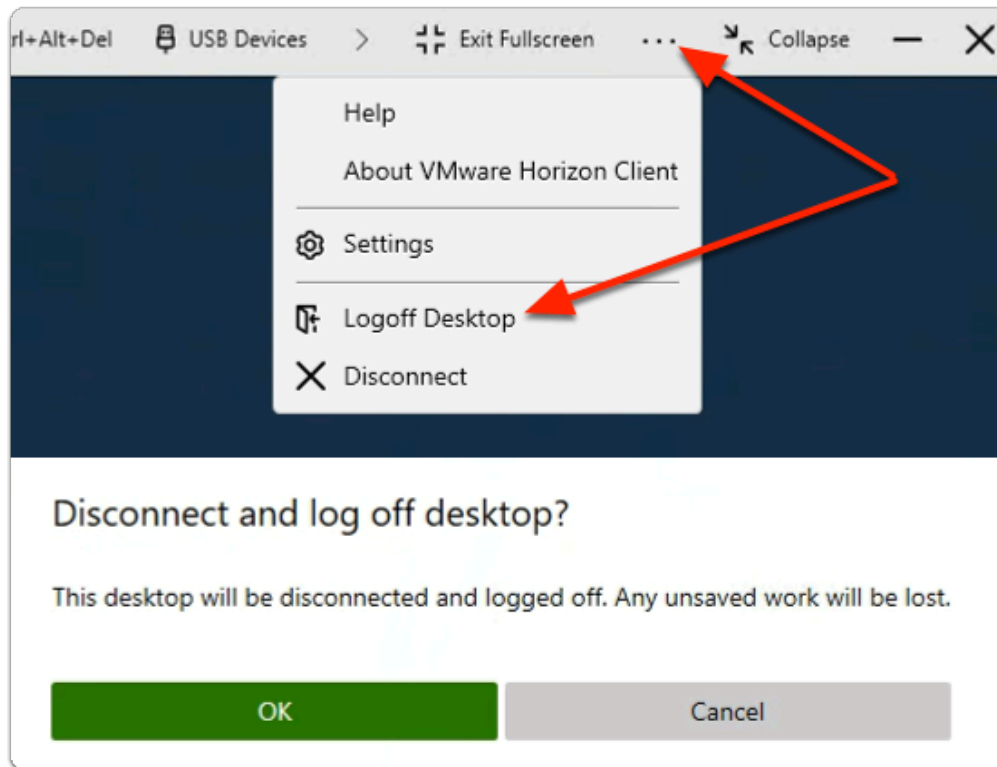 rl+Alt+Del USB Devices > Exit Fullscreen ... Collapse
Help
About VMware Horizon Client
Settings
Logoff Desktop
Disconnect
Disconnect and log off desktop?
This desktop will be disconnected and logged off. Any unsaved work will be lost.
OK Cancel